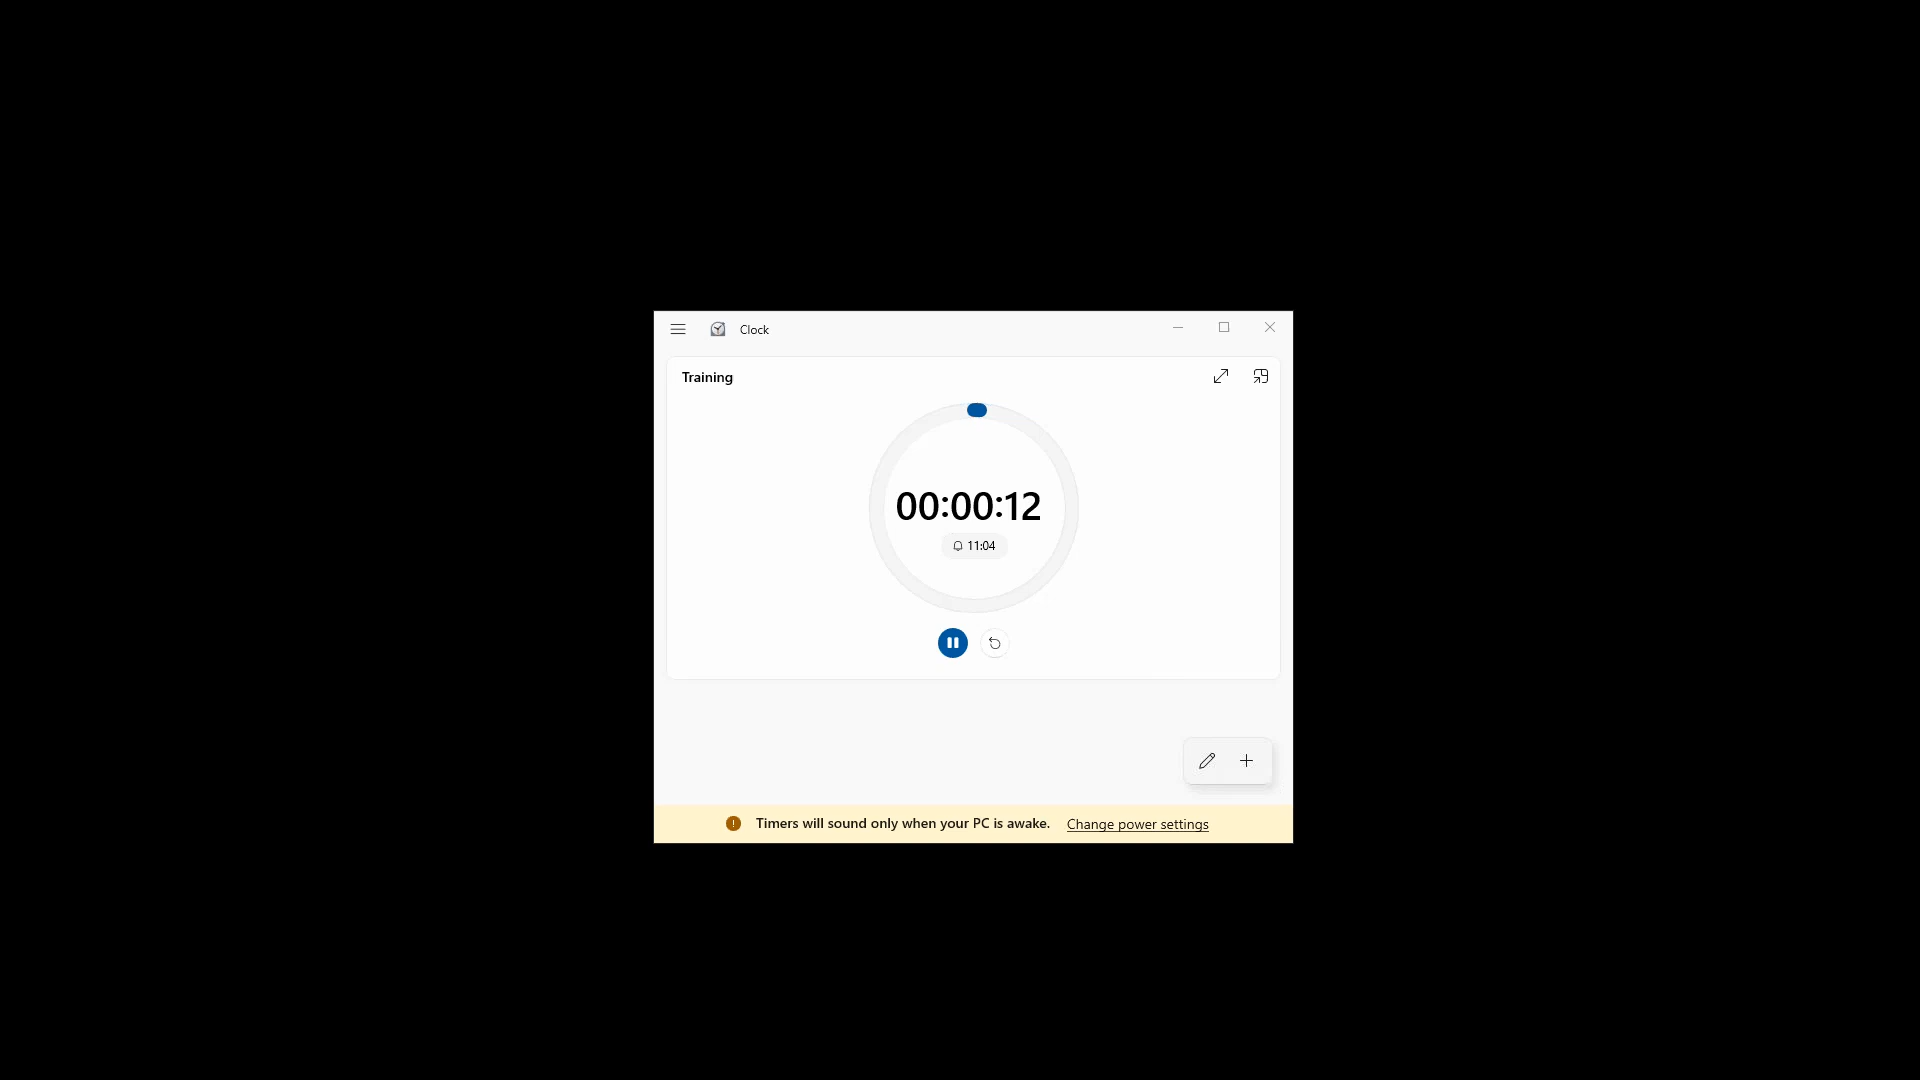 Clock
Training
00:00:12
11:04
Timers will sound only when your PC is awake. Change power settings